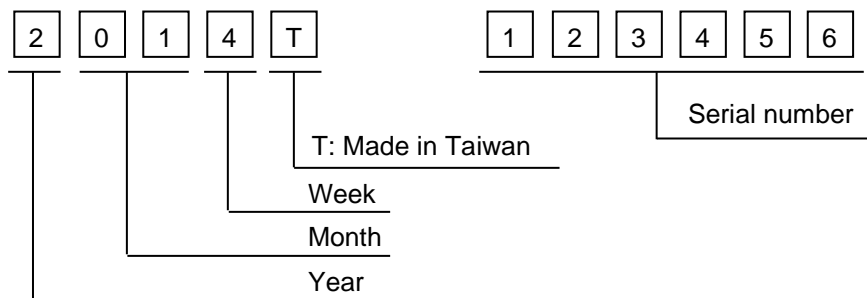 2 0 1 4 T 1 2 3 4 5 6
Serial number
T: Made in Taiwan
Week
Month
Year